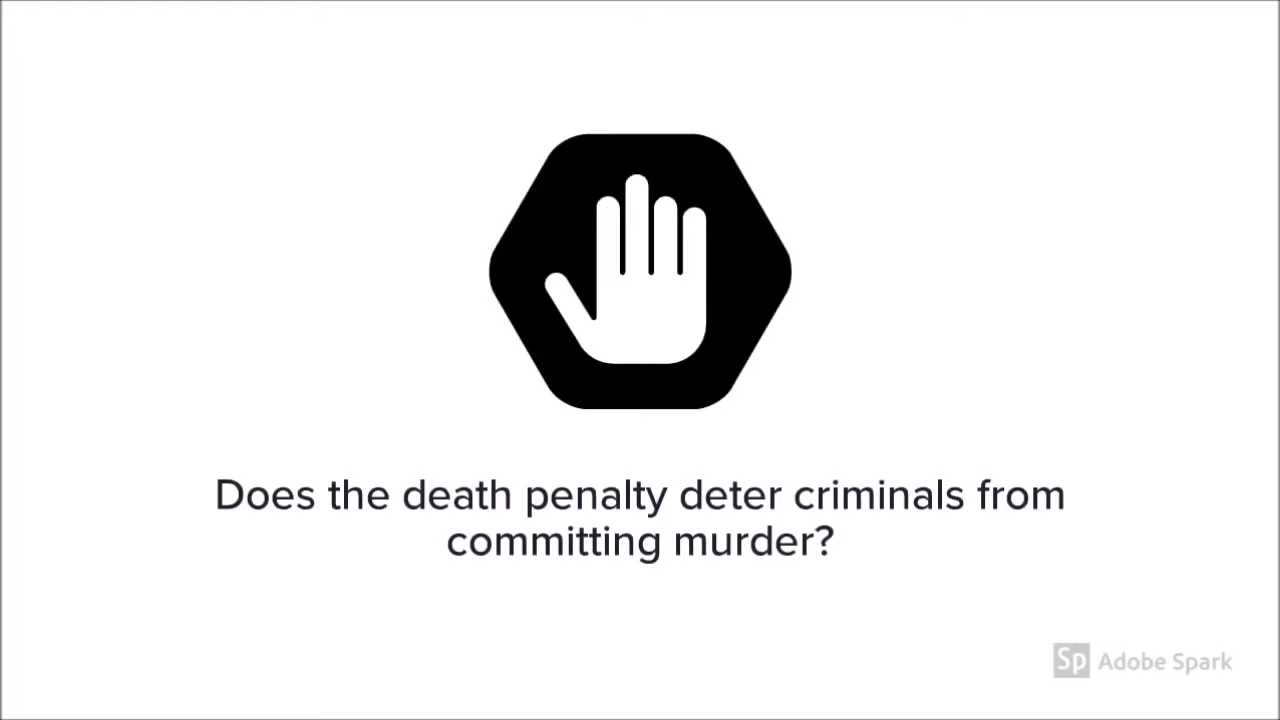 Does the death penalty deter criminals from
committing murder?
Sp Adobe Spark